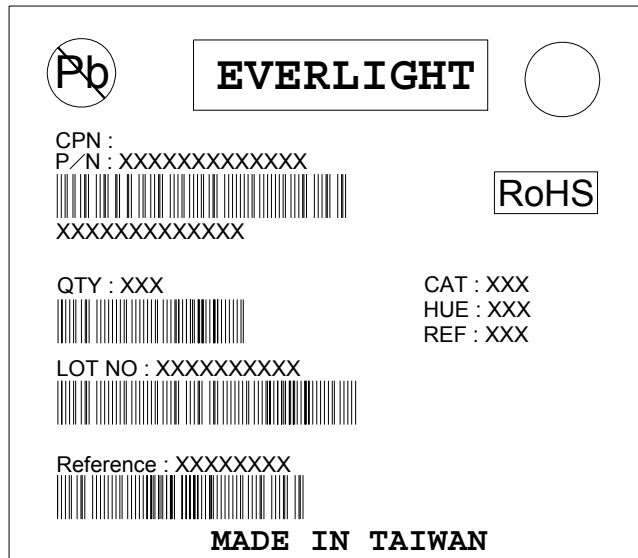 Pb
EVERLIGHT
CPN :
P/N : XXXXXXXXXXXXX
RoHS
XXXXXXXXXXXXX
QTY : XXX
CAT : XXX
HUE : XXX
REF : XXX
LOT NO : XXXXXXXXXX
Reference : XXXXXXXX
MADE IN TAIWAN